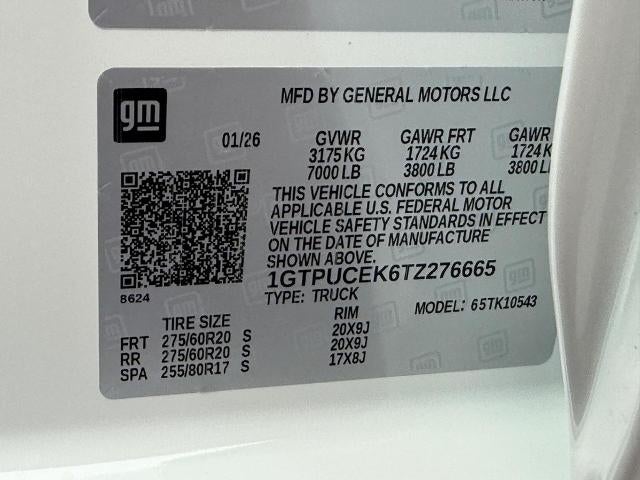 gm
MFD BY GENERAL MOTORS LLC
01/26 GVWR GAWR FRT GAWR
3175 KG 1724 KG 1724 K
7000 LB 3800 LB 3800 L
THIS VEHICLE CONFORMS TO ALL
APPLICABLE U.S. FEDERAL MOTOR
VEHICLE SAFETY STANDARDS IN EFFECT
ON THE DATE OF MANUFACTURE
SHOWN ABOVE.
8624
1GTPUCEK6TZ276665
TYPE: TRUCK MODEL: 65TK10543
TIRE SIZE RIM
FRT 275/60R20 S 20X9J
RR 275/60R20 S 20X9J
SPA 255/80R17 S 17X8J